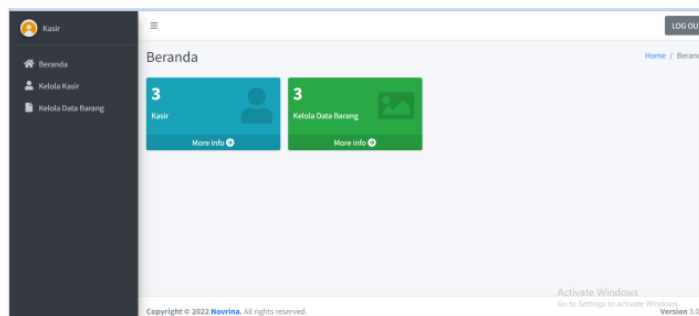 Kasir
LOG OU
Beranda
Home / Beran
Beranda
Kelola Kasir
Kelola Data Barang
3
Kasir
More info
3
Kelola Data Barang
More info
Activate Windows
Go to Settings to activate Windows.
Copyright © 2022 Novrina. All rights reserved.
Version 3.0